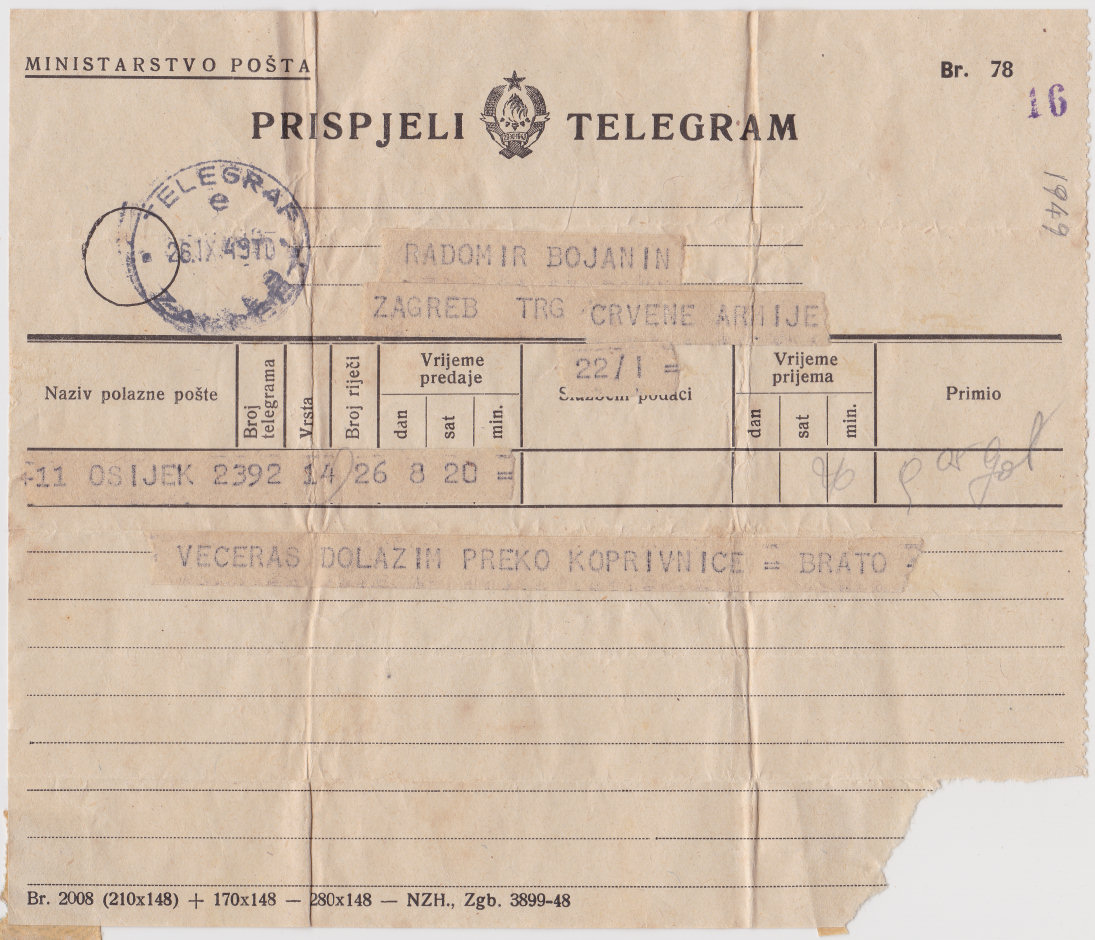 MINISTARSTVO POŠTA
Br. 78
16
PRISPJELI TELEGRAM
1949
TELEGRAF
e
26.IX.49 10
RADOMIR BOJANIN
ZAGREB TRG CRVENE ARMIJE
22/I =
Naziv polazne pošte
Broj telegrama
Vrsta
Broj riječi
Vrijeme predaje
dan
sat
min.
Službeni podaci
Vrijeme prijema
dan
sat
min.
Primio
+11 OSIJEK 2392 14 26 8 20 =
VECERAS DOLAZIM PREKO KOPRIVNICE = BRATO =
Br. 2008 (210x148) + 170x148 — 280x148 — NZH., Zgb. 3899-48